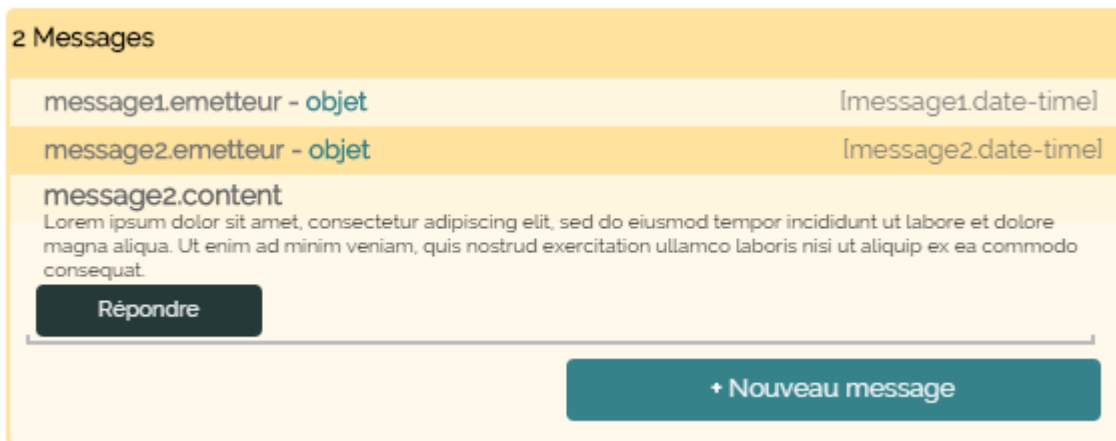 2 Messages
message1.emetteur - objet [message1.date-time]
message2.emetteur - objet [message2.date-time]
message2.content
Lorem ipsum dolor sit amet, consectetur adipiscing elit, sed do eiusmod tempor incididunt ut labore et dolore
magna aliqua. Ut enim ad minim veniam, quis nostrud exercitation ullamco laboris nisi ut aliquip ex ea commodo
consequat.
Répondre
+ Nouveau message